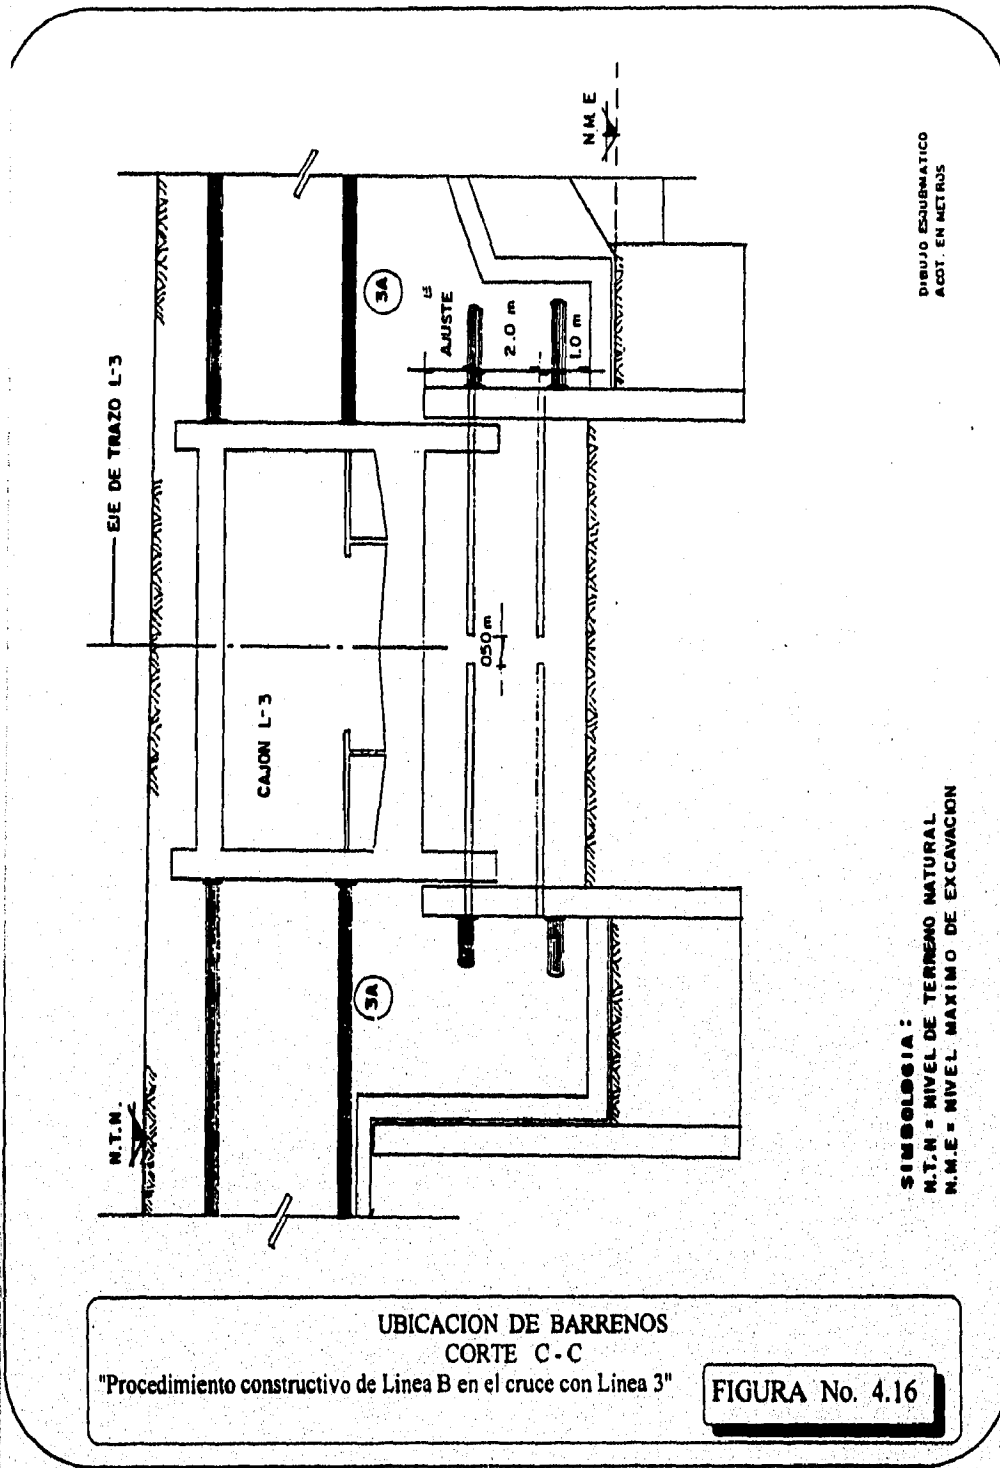 N.T.N.
EJE DE TRAZO L-3
N.M.E
CAJON L-3
3A
3A
AJUSTE
2.0 m
1.0 m
050 m
SIMBOLOGIA:
N.T.N = NIVEL DE TERRENO NATURAL
N.M.E = NIVEL MAXIMO DE EXCAVACION
DIBUJO ESQUEMATICO
ACOT. EN METROS
UBICACION DE BARRENOS
CORTE C - C
"Procedimiento constructivo de Linea B en el cruce con Linea 3"
FIGURA No. 4.16